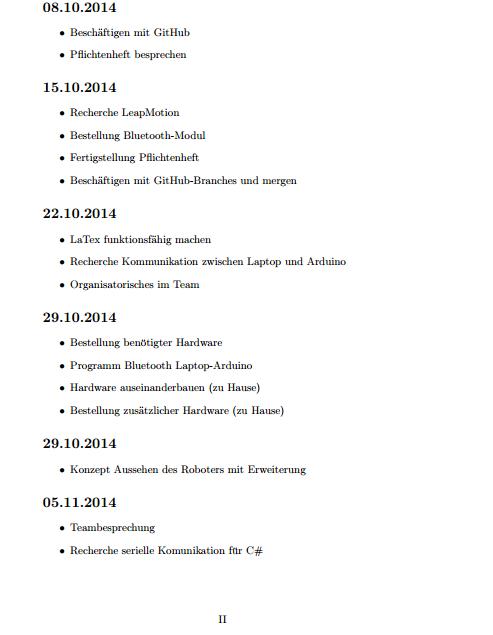 08.10.2014
• Beschäftigen mit GitHub
• Pflichtenheft besprechen
15.10.2014
• Recherche LeapMotion
• Bestellung Bluetooth-Modul
• Fertigstellung Pflichtenheft
• Beschäftigen mit GitHub-Branches und mergen
22.10.2014
• LaTex funktionsfähig machen
• Recherche Kommunikation zwischen Laptop und Arduino
• Organisatorisches im Team
29.10.2014
• Bestellung benötigter Hardware
• Programm Bluetooth Laptop-Arduino
• Hardware auseinanderbauen (zu Hause)
• Bestellung zusätzlicher Hardware (zu Hause)
29.10.2014
• Konzept Aussehen des Roboters mit Erweiterung
05.11.2014
• Teambesprechung
• Recherche serielle Komunikation für C#
II